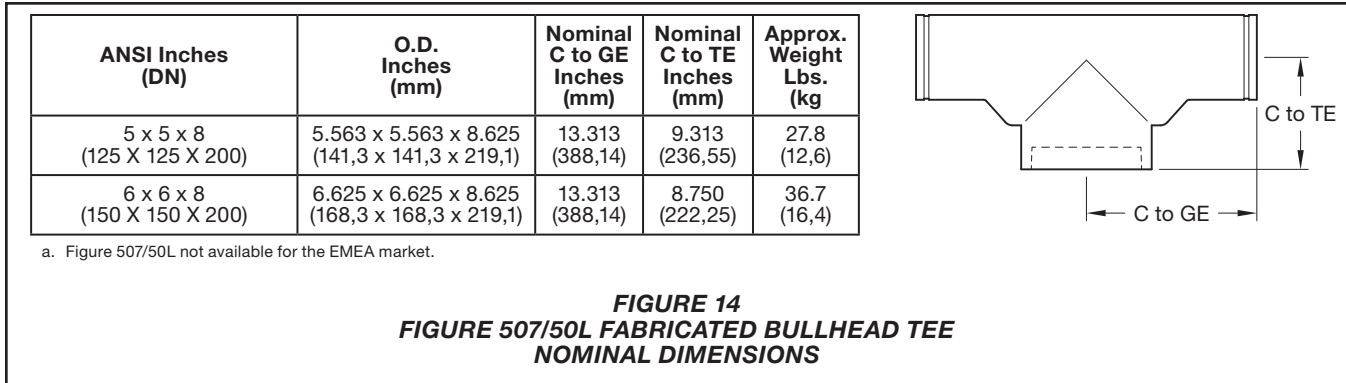 ANSI Inches
(DN)
O.D.
Inches
(mm)
Nominal
C to GE
Inches
(mm)
Nominal
C to TE
Inches
(mm)
Approx.
Weight
Lbs.
(kg
5 x 5 x 8
(125 X 125 X 200)
5.563 x 5.563 x 8.625
(141,3 x 141,3 x 219,1)
13.313
(388,14)
9.313
(236,55)
27.8
(12,6)
6 x 6 x 8
(150 X 150 X 200)
6.625 x 6.625 x 8.625
(168,3 x 168,3 x 219,1)
13.313
(388,14)
8.750
(222,25)
36.7
(16,4)
a. Figure 507/50L not available for the EMEA market.
C to TE
C to GE
FIGURE 14
FIGURE 507/50L FABRICATED BULLHEAD TEE
NOMINAL DIMENSIONS